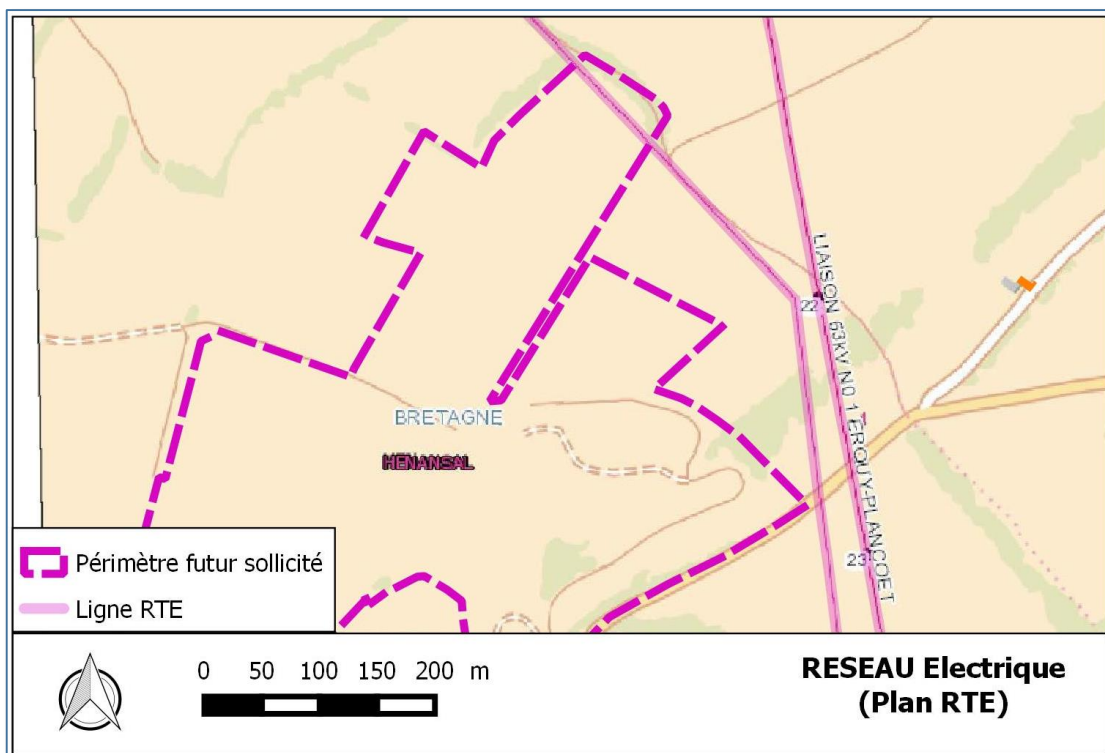 LIAISON 63kV N0 1 ERQUY-PLANCOET
22
BRETAGNE
HENANSAL
23
Périmètre futur sollicité
Ligne RTE
0 50 100 150 200 m
RESEAU Electrique
(Plan RTE)